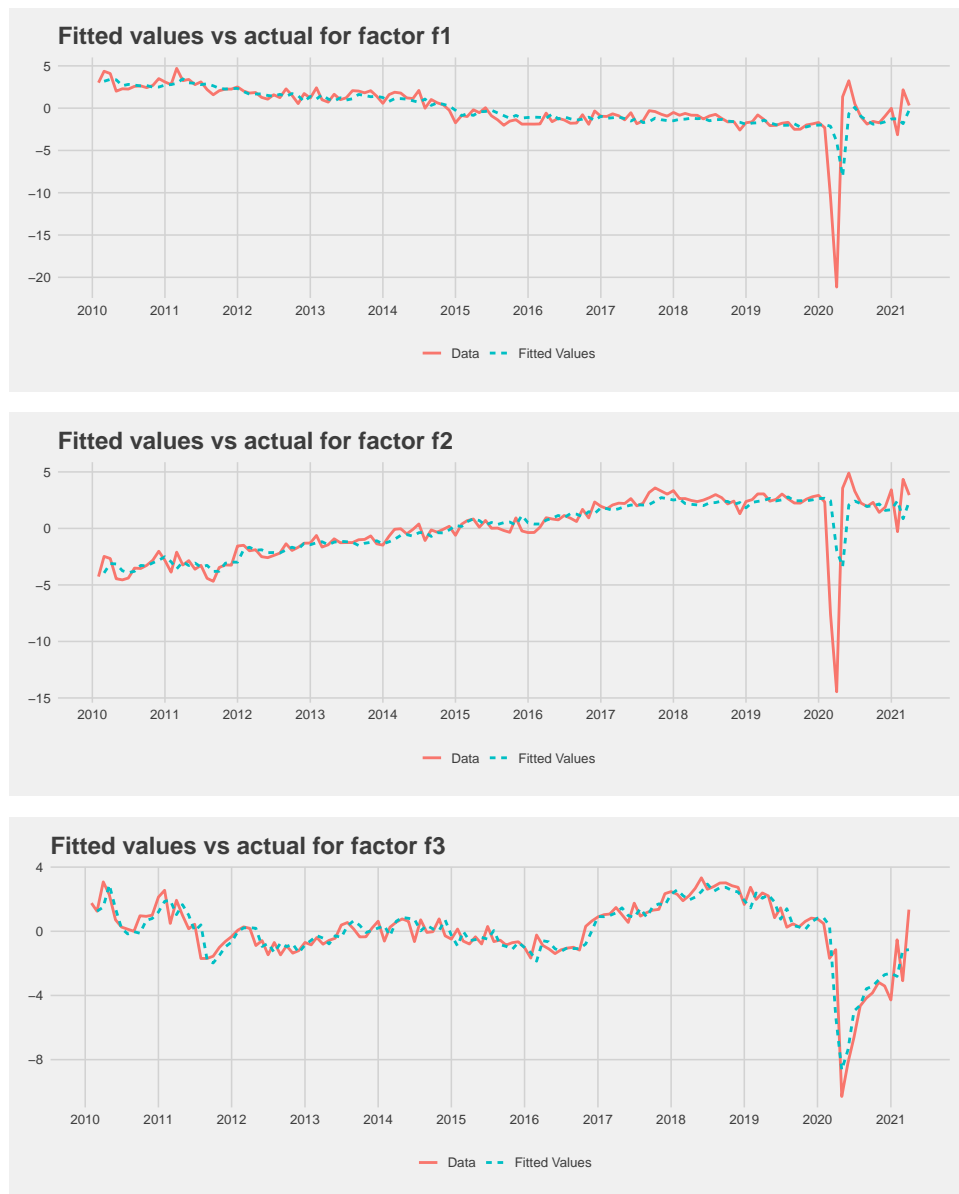 Fitted values vs actual for factor f1
5
0
−5
−10
−15
−20
2010 2011 2012 2013 2014 2015 2016 2017 2018 2019 2020 2021
Data Fitted Values
Fitted values vs actual for factor f2
5
0
−5
−10
−15
2010 2011 2012 2013 2014 2015 2016 2017 2018 2019 2020 2021
Data Fitted Values
Fitted values vs actual for factor f3
4
0
−4
−8
2010 2011 2012 2013 2014 2015 2016 2017 2018 2019 2020 2021
Data Fitted Values